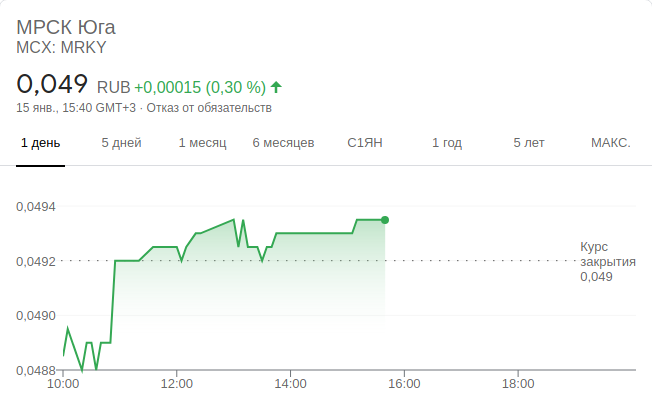 МРСК Юга
MCX: MRKY
0,049 RUB +0,00015 (0,30 %)
15 янв., 15:40 GMT+3 · Отказ от обязательств
1 день 5 дней 1 месяц 6 месяцев С1ЯН 1 год 5 лет МАКС.
0,0494
Курс
0,0492 закрытия
0,049
0,0490
0,0488
10:00 12:00 14:00 16:00 18:00